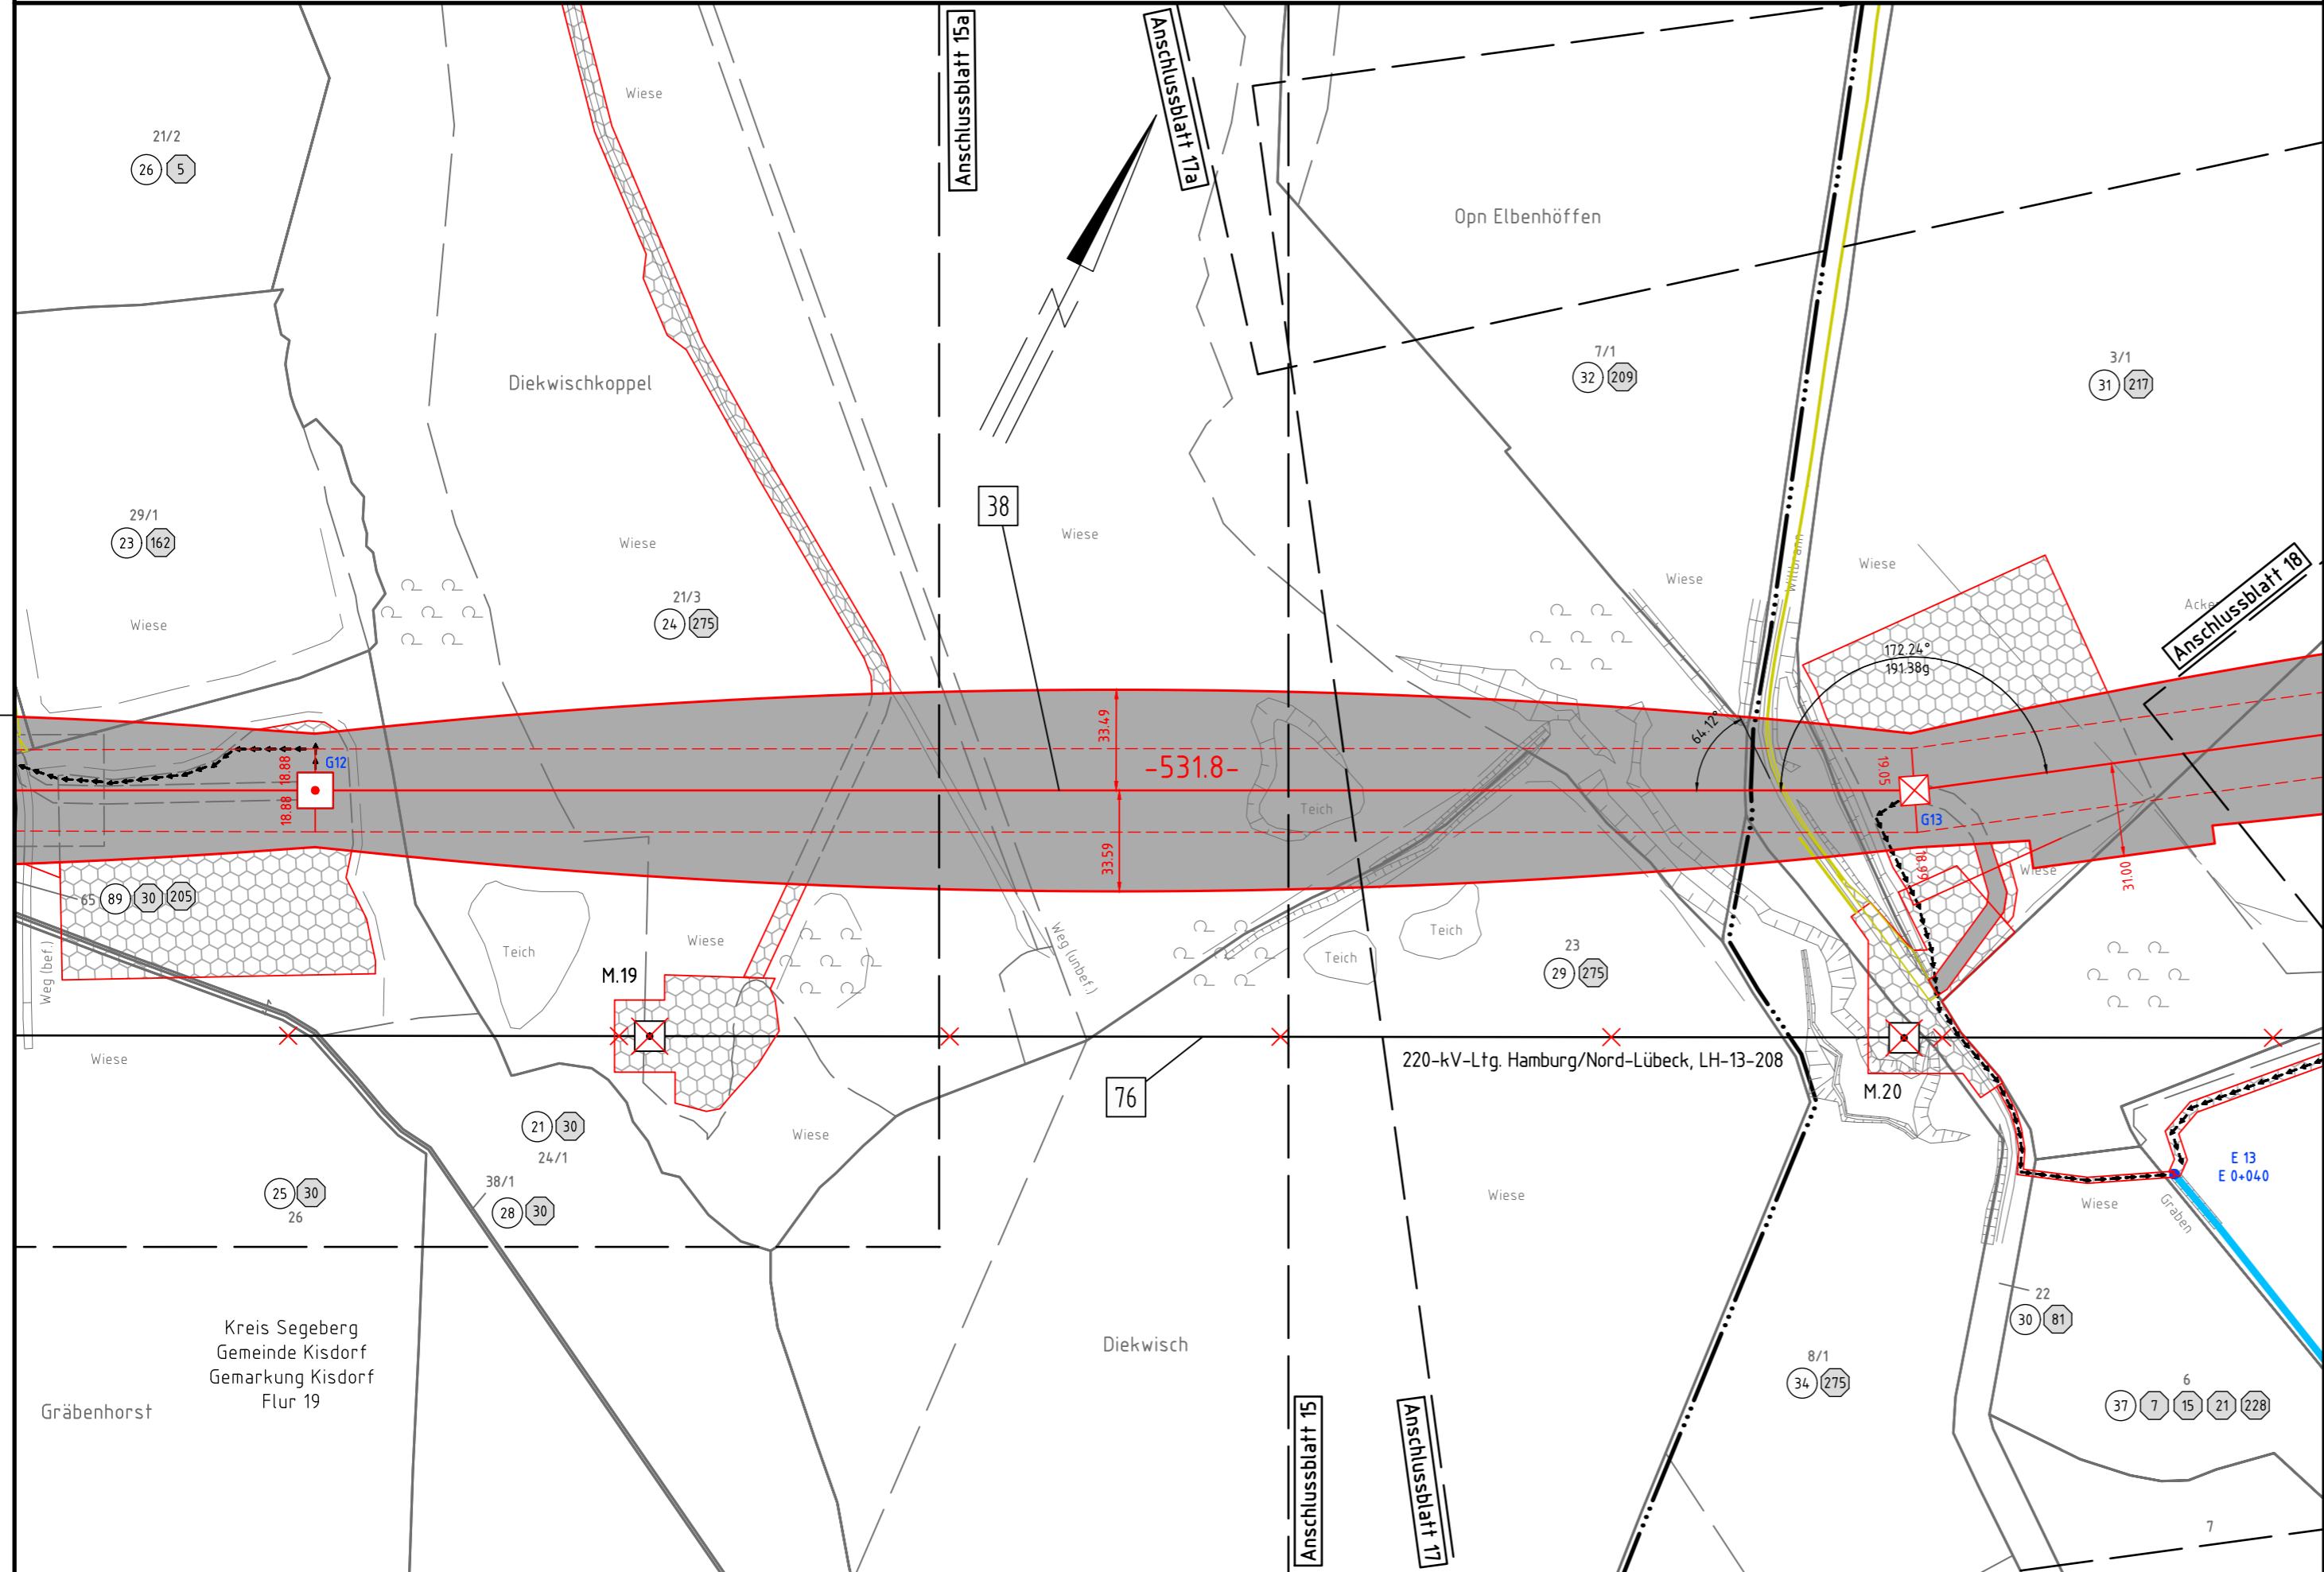 Anschlussblatt 15a
Anschlussblatt 17a
Wiese
21/2
26 5
Opn Elbenhöffen
7/1
32 209
3/1
31 217
Diekwischkoppel
38
29/1
23 162
Wiese
Wiese
Wiese
21/3
24 275
Wiese
Wiese
Acke
Anschlussblatt 18
172.24°
191.38g
64.12°
33.49
-531.8-
18.88
18.88
G12
19.05
G13
Teich
33.59
18.99
31.01
Wiese
65 89 30 205
Weg (bef.)
Teich
Wiese
M.19
Weg (unbef.)
Teich
Teich
23
29 275
Wiese
76
220-kV-Ltg. Hamburg/Nord-Lübeck, LH-13-208
M.20
21 30
24/1
Wiese
38/1
28 30
25 30
26
Wiese
E 13
E 0+040
Wiese
Graben
22
30 81
Kreis Segeberg
Gemeinde Kisdorf
Gemarkung Kisdorf
Flur 19
Gräbenhorst
Diekwisch
8/1
34 275
6
37 7 15 21 228
Anschlussblatt 15
Anschlussblatt 17
7